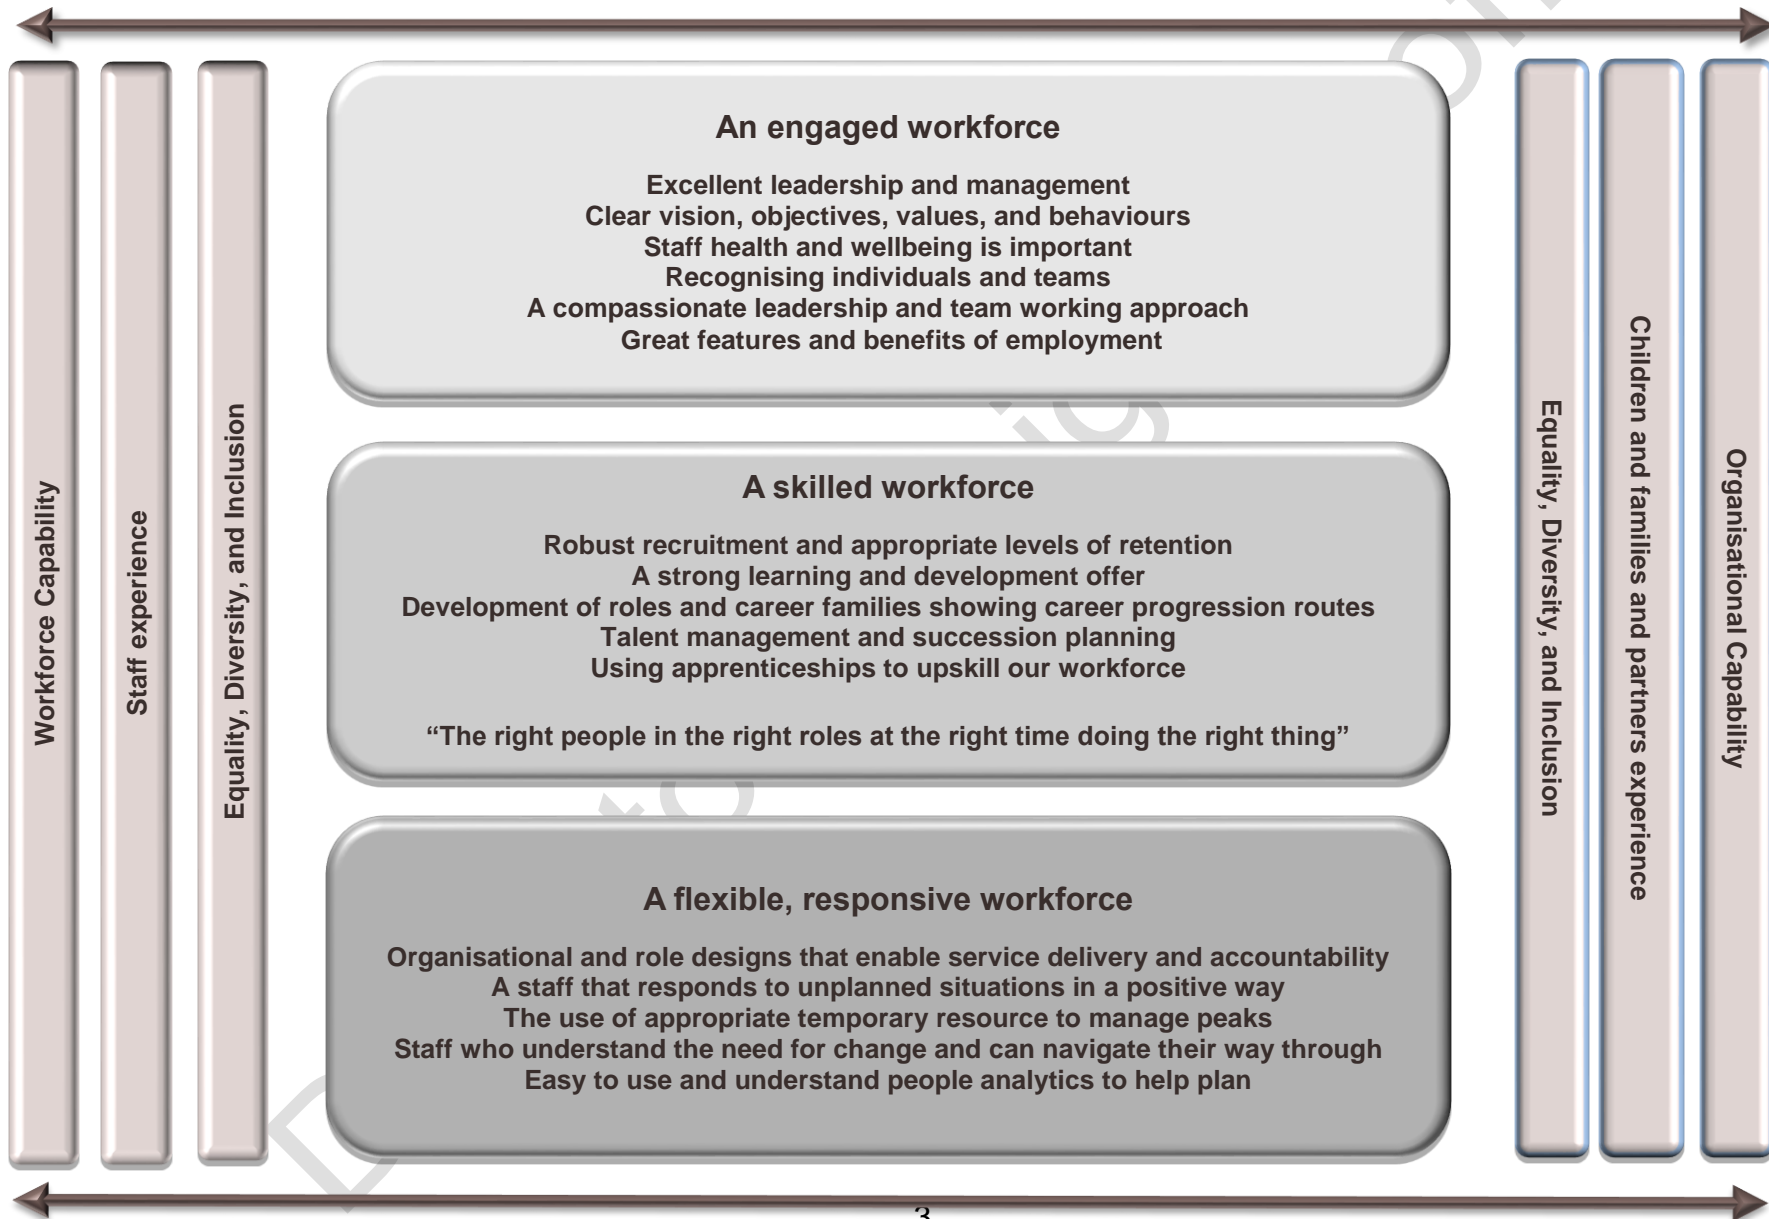 Workforce Capability
Staff experience
Equality, Diversity, and Inclusion
An engaged workforce
Excellent leadership and management
Clear vision, objectives, values, and behaviours
Staff health and wellbeing is important
Recognising individuals and teams
A compassionate leadership and team working approach
Great features and benefits of employment
A skilled workforce
Robust recruitment and appropriate levels of retention
A strong learning and development offer
Development of roles and career families showing career progression routes
Talent management and succession planning
Using apprenticeships to upskill our workforce
“The right people in the right roles at the right time doing the right thing”
A flexible, responsive workforce
Organisational and role designs that enable service delivery and accountability
A staff that responds to unplanned situations in a positive way
The use of appropriate temporary resource to manage peaks
Staff who understand the need for change and can navigate their way through
Easy to use and understand people analytics to help plan
Equality, Diversity, and Inclusion
Children and families and partners experience
Organisational Capability
3